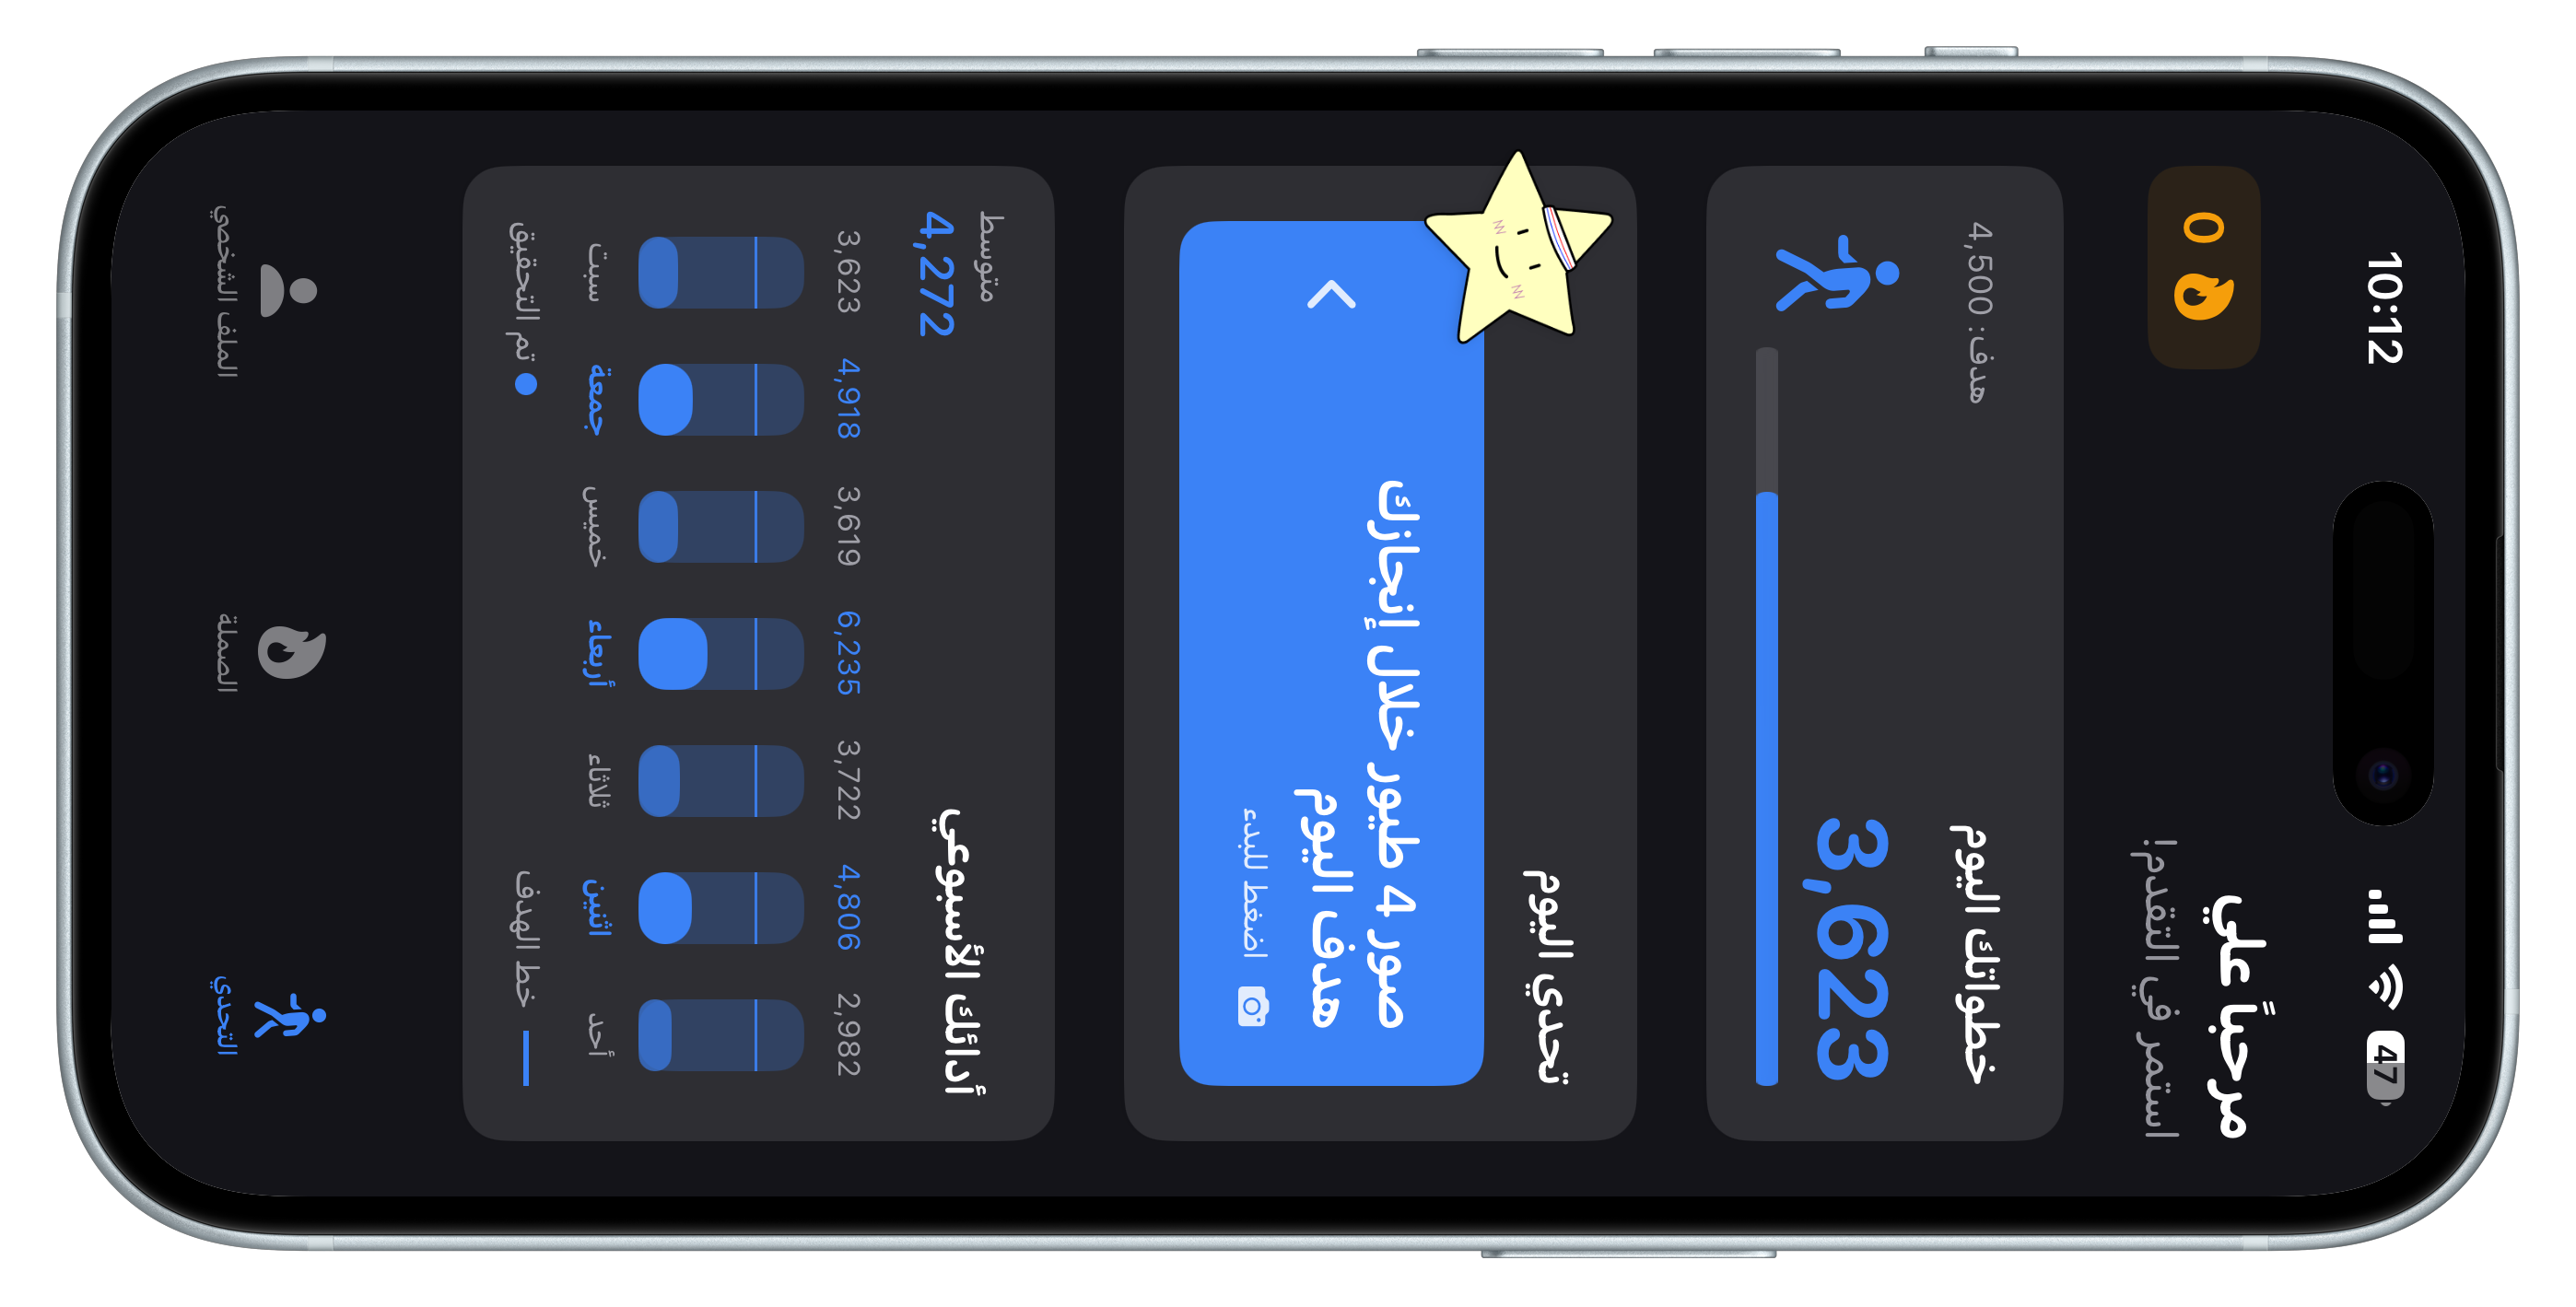 10:12
47
مرحباً علي
استمر في التقدم!
0
خطواتك اليوم
هدف: 4,500
3,623
تحدي اليوم
صور 4 طيور خلال إنجازك
هدف اليوم
اضغط للبدء
أدائك الأسبوعي
متوسط
4,272
2,982 4,806 3,722 6,235 3,619 4,918 3,623
أحد اثنين ثلاثاء أربعاء خميس جمعة سبت
خط الهدف
تم التحقيق
التحدي
الصملة
الملف الشخصي